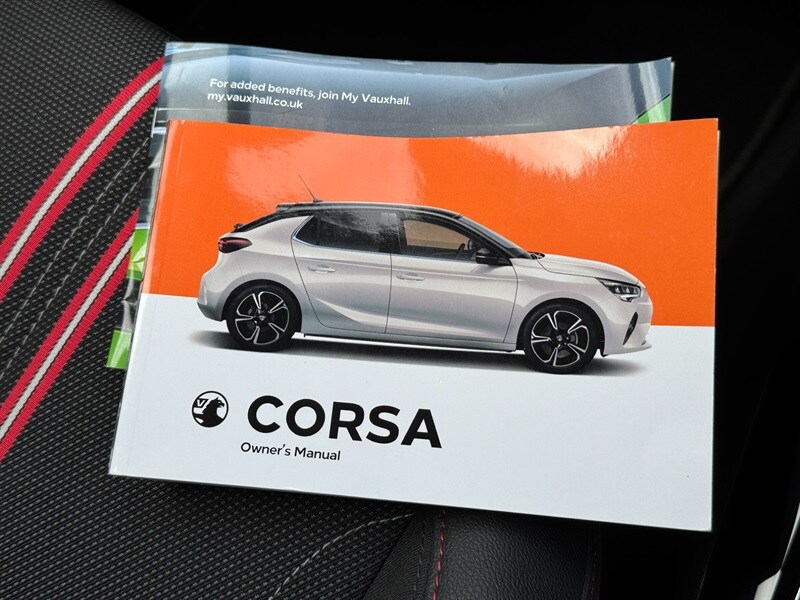 For added benefits, join My Vauxhall.
my.vauxhall.co.uk
CORSA
Owner's Manual